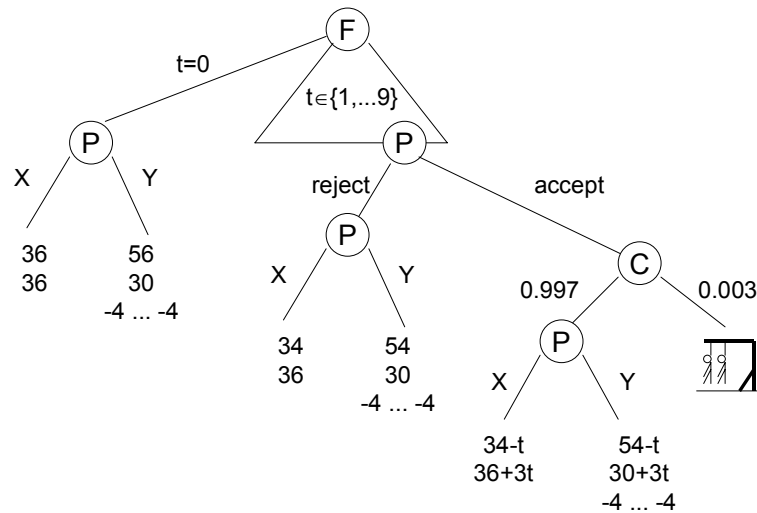 F
t=0
t∈{1,...9}
P
P
X
Y
reject
accept
36
36
56
30
-4 ... -4
P
C
X
Y
0.997
0.003
34
36
54
30
-4 ... -4
P
X
Y
34-t
36+3t
54-t
30+3t
-4 ... -4